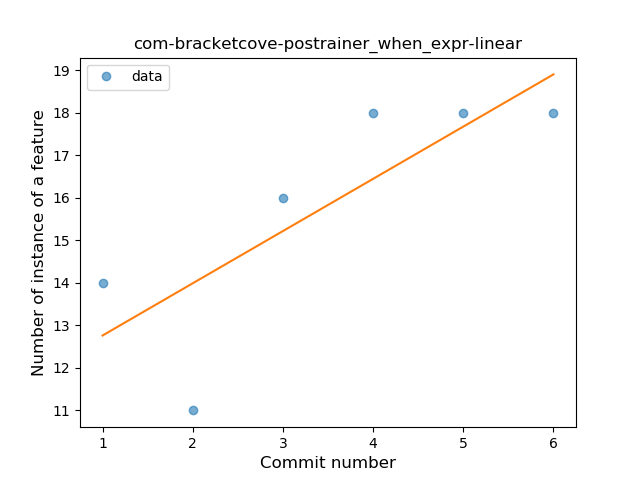 com-bracketcove-postrainer_when_expr-linear
data
Number of instance of a feature
19
18
17
16
15
14
13
12
11
1 2 3 4 5 6
Commit number